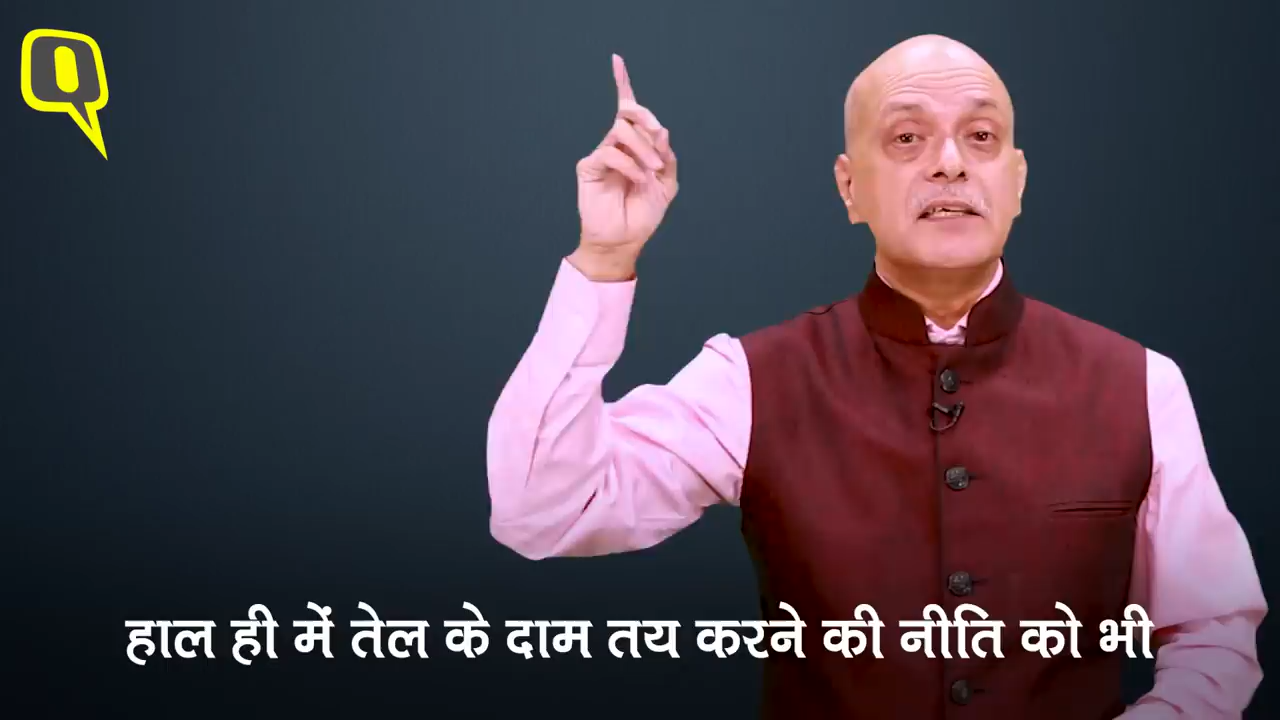 हाल ही में तेल के दाम तय करने की नीति को भी